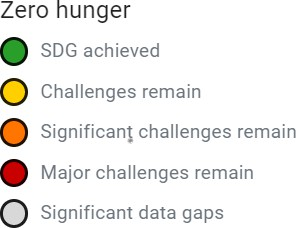 Zero hunger
SDG achieved
Challenges remain
Significant challenges remain
Major challenges remain
Significant data gaps